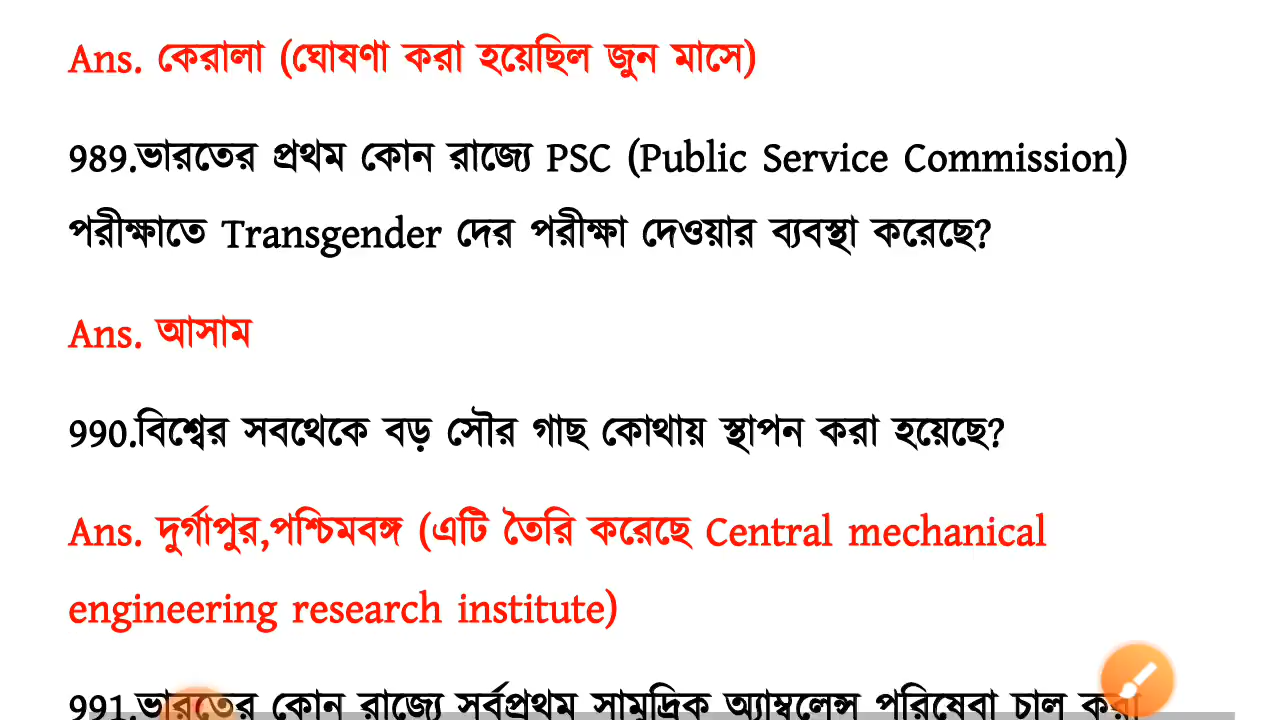 Ans. কেরালা (ঘোষণা করা হয়েছিল জুন মাসে)
989.ভারতের প্রথম কোন রাজ্যে PSC (Public Service Commission)
পরীক্ষাতে Transgender দের পরীক্ষা দেওয়ার ব্যবস্থা করেছে?
Ans. আসাম
990.বিশ্বের সবথেকে বড় সৌর গাছ কোথায় স্থাপন করা হয়েছে?
Ans. দুর্গাপুর,পশ্চিমবঙ্গ (এটি তৈরি করেছে Central mechanical
engineering research institute)
991.ভারতের কোন রাজ্যে সর্বপ্রথম সামুদ্রিক অ্যাম্বুলেন্স পরিষেবা চালু করা